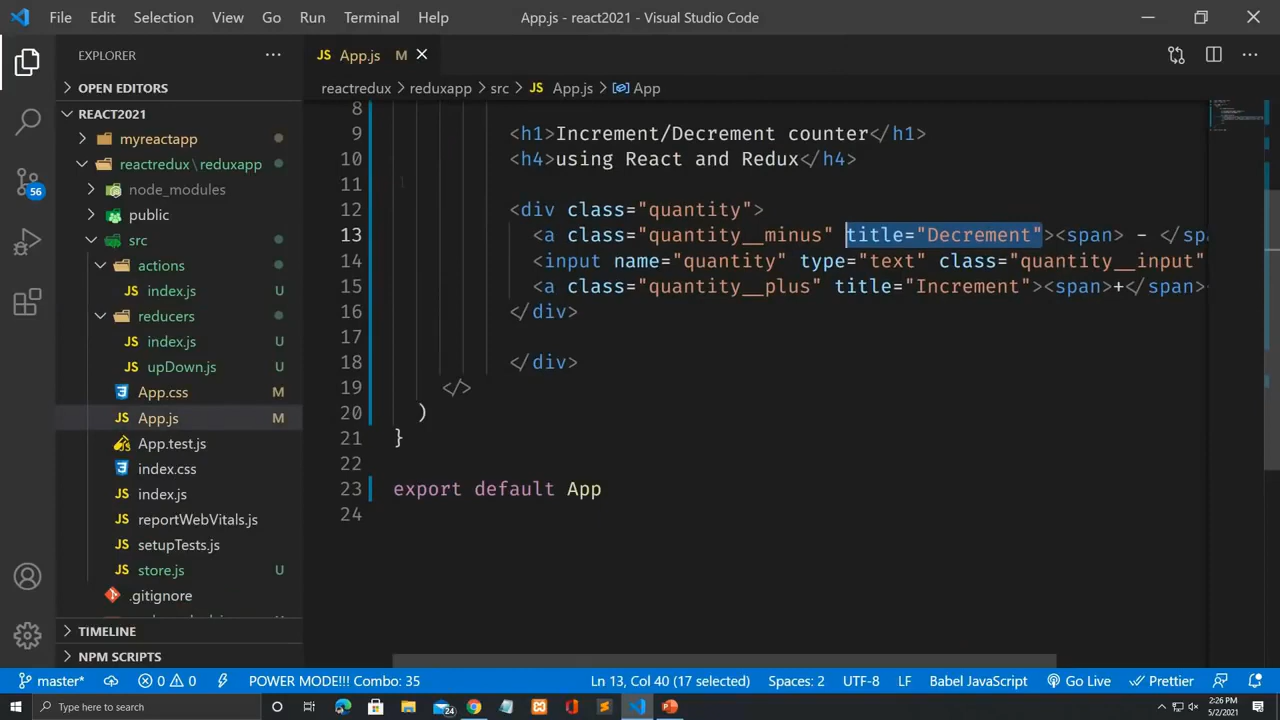 File Edit Selection View Go Run Terminal Help App.js - react2021 - Visual Studio Code
EXPLORER
JS App.js M
reactredux > reduxapp > src > JS App.js > App
OPEN EDITORS
REACT2021
myreactapp
reactredux\reduxapp
node_modules
public
src
actions
JS index.js U
reducers
JS index.js U
JS upDown.js U
App.css M
JS App.js M
App.test.js
index.css
JS index.js
JS reportWebVitals.js
JS setupTests.js
JS store.js U
.gitignore
TIMELINE
NPM SCRIPTS
56
8
9 <h1>Increment/Decrement counter</h1>
10 <h4>using React and Redux</h4>
11
12 <div class="quantity">
13 <a class="quantity__minus" title="Decrement"><span> - </spa
14 <input name="quantity" type="text" class="quantity__input"
15 <a class="quantity__plus" title="Increment"><span>+</span>
16 </div>
17
18 </div>
19 </>
20 )
21 }
22
23 export default App
24
master* 0 0 POWER MODE!!! Combo: 35 Ln 13, Col 40 (17 selected) Spaces: 2 UTF-8 LF Babel JavaScript Go Live Prettier
Type here to search 24 2:26 PM
5/2/2021